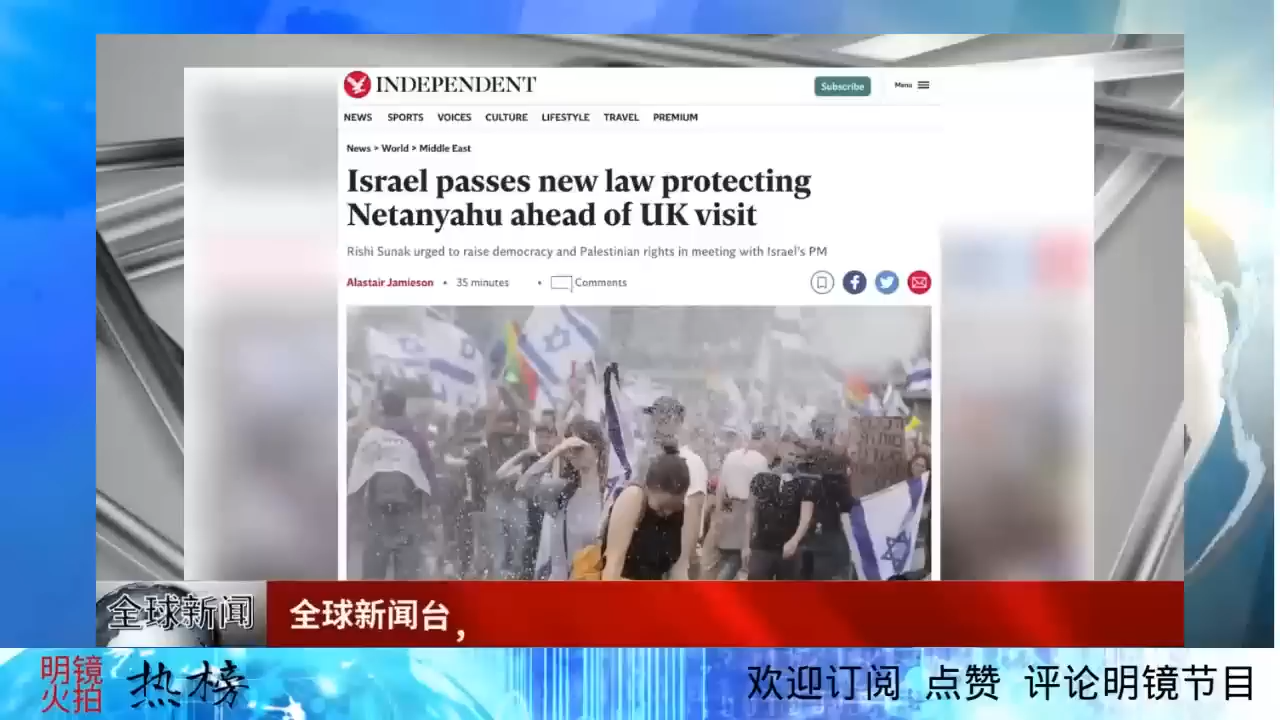 INDEPENDENT
Subscribe
Menu
NEWS SPORTS VOICES CULTURE LIFESTYLE TRAVEL PREMIUM
News > World > Middle East
Israel passes new law protecting
Netanyahu ahead of UK visit
Rishi Sunak urged to raise democracy and Palestinian rights in meeting with Israel's PM
Alastair Jamieson • 35 minutes • Comments
全球新闻
全球新闻台，
明镜
火拍
热榜
欢迎订阅 点赞 评论明镜节目